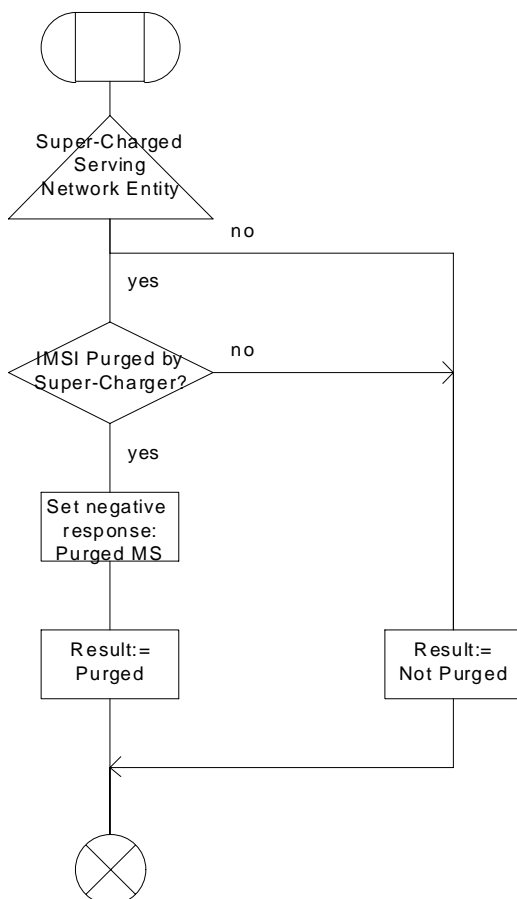 Super-Charged
Serving
Network Entity
no
yes
IMSI Purged by
Super-Charger?
no
yes
Set negative
response:
Purged MS
Result:=
Purged
Result:=
Not Purged